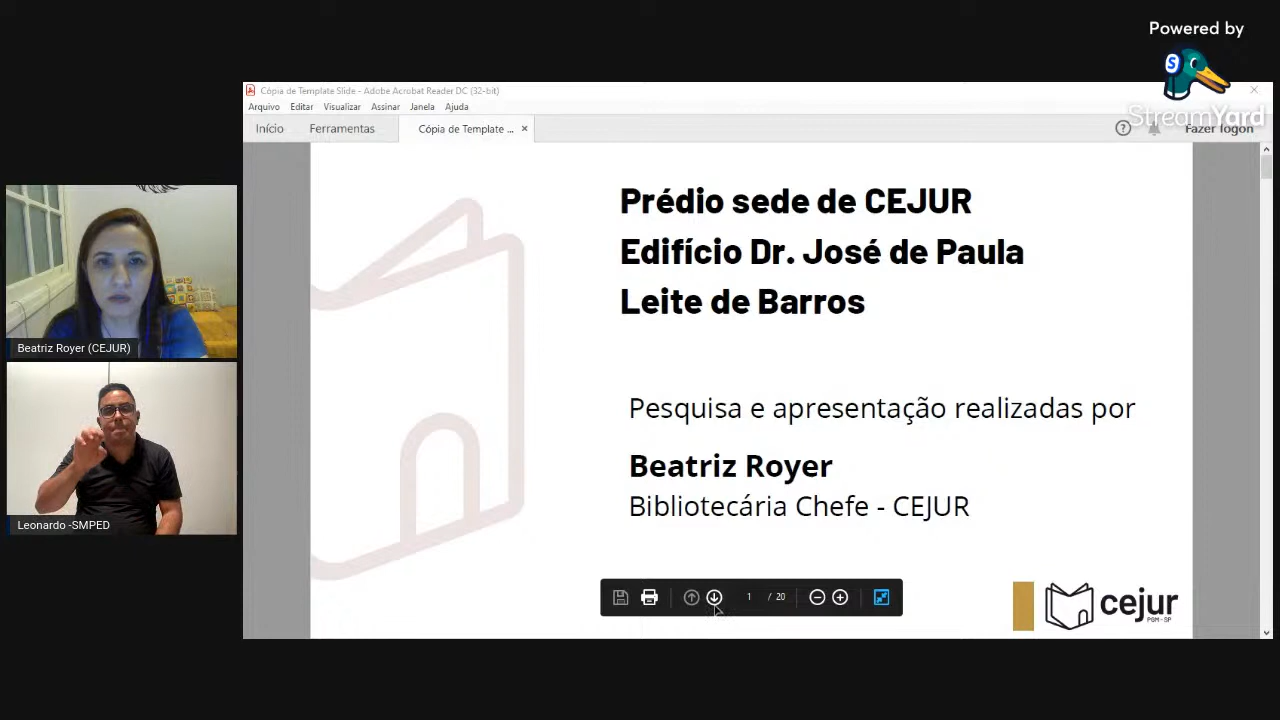 Powered by
StreamYard
Cópia de Template Slide - Adobe Acrobat Reader DC (32-bit)
Arquivo Editar Visualizar Assinar Janela Ajuda
Início Ferramentas Cópia de Template ... × Fazer logon
Prédio sede de CEJUR
Edifício Dr. José de Paula
Leite de Barros
Pesquisa e apresentação realizadas por
Beatriz Royer
Bibliotecária Chefe - CEJUR
1 / 20
cejur
PGM - SP
Beatriz Royer (CEJUR)
Leonardo -SMPED